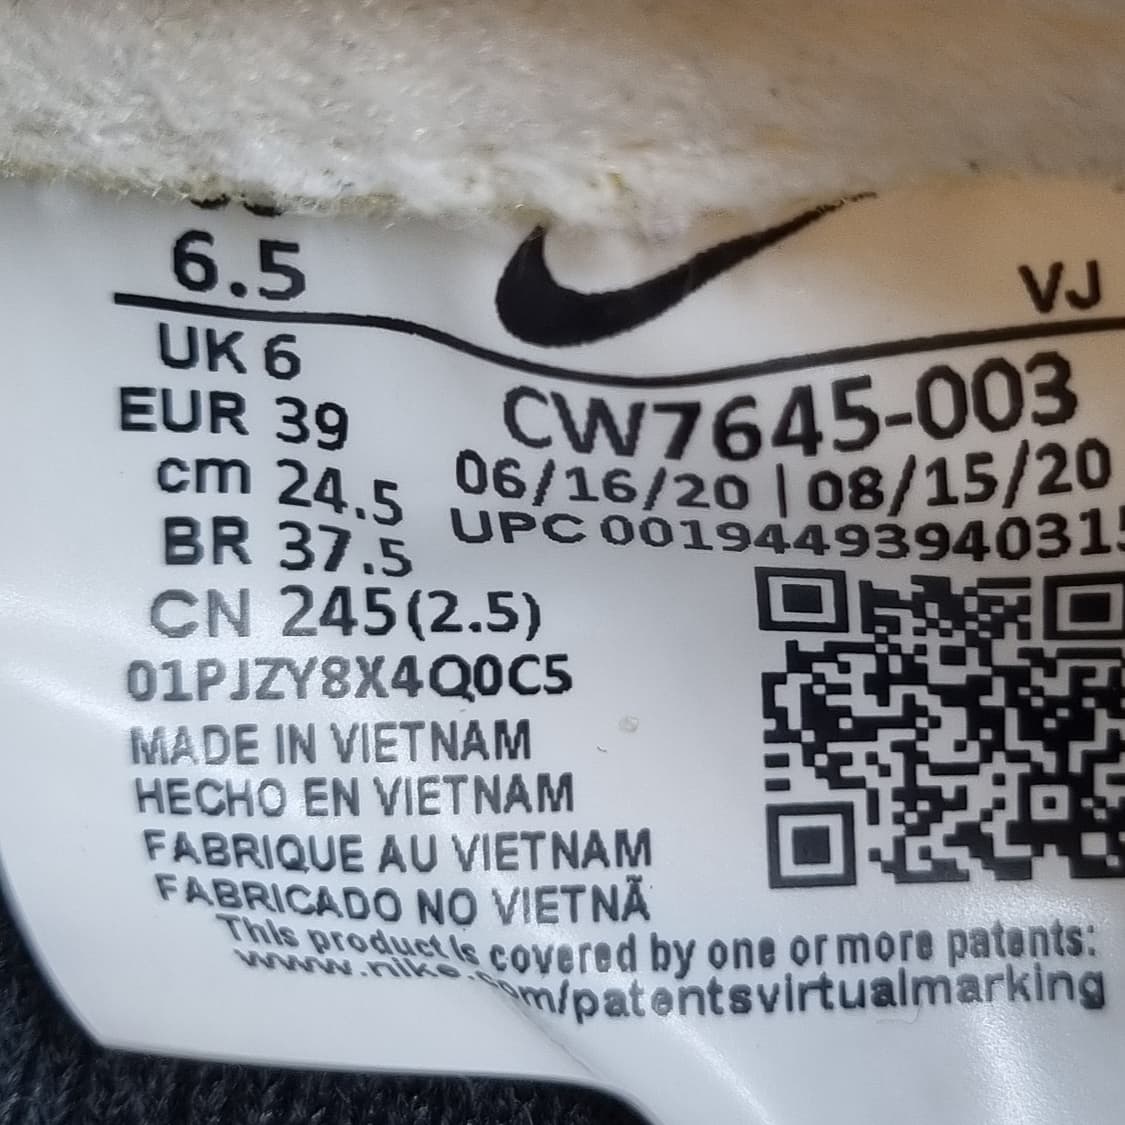 6.5
VJ
UK 6
EUR 39
cm 24.5
BR 37.5
CN 245(2.5)
01PJZY8X4Q0C5
CW7645-003
06/16/20 | 08/15/20
UPC 00194493940315
MADE IN VIETNAM
HECHO EN VIETNAM
FABRIQUE AU VIETNAM
FABRICADO NO VIETNÃ
This product is covered by one or more patents:
www.nike.com/patentsvirtualmarking